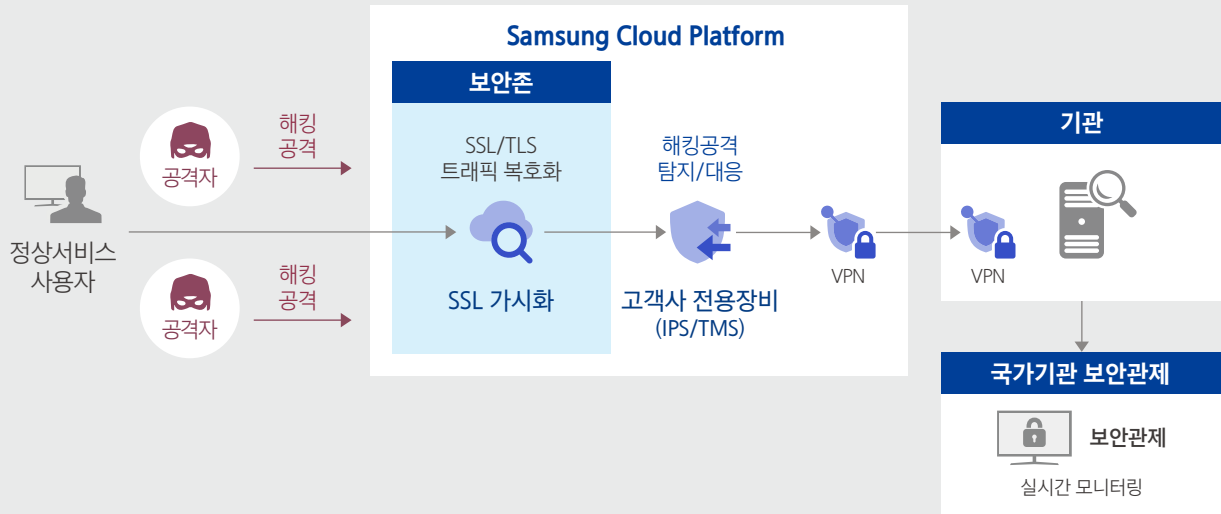 Samsung Cloud Platform
보안존
기관
해킹
공격
공격자
SSL/TLS
트래픽 복호화
해킹공격
탐지/대응
정상서비스
사용자
해킹
공격
공격자
SSL 가시화
고객사 전용장비
(IPS/TMS)
VPN
VPN
국가기관 보안관제
보안관제
실시간 모니터링